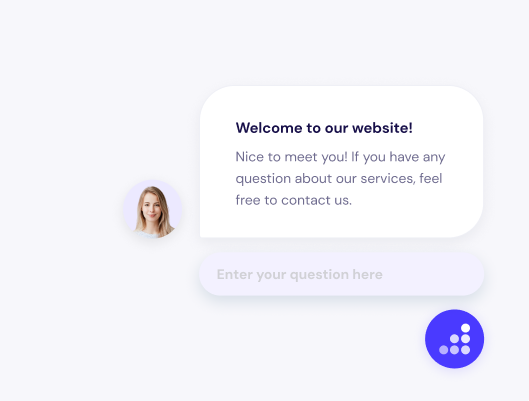 Welcome to our website!
Nice to meet you! If you have any
question about our services, feel
free to contact us.
Enter your question here